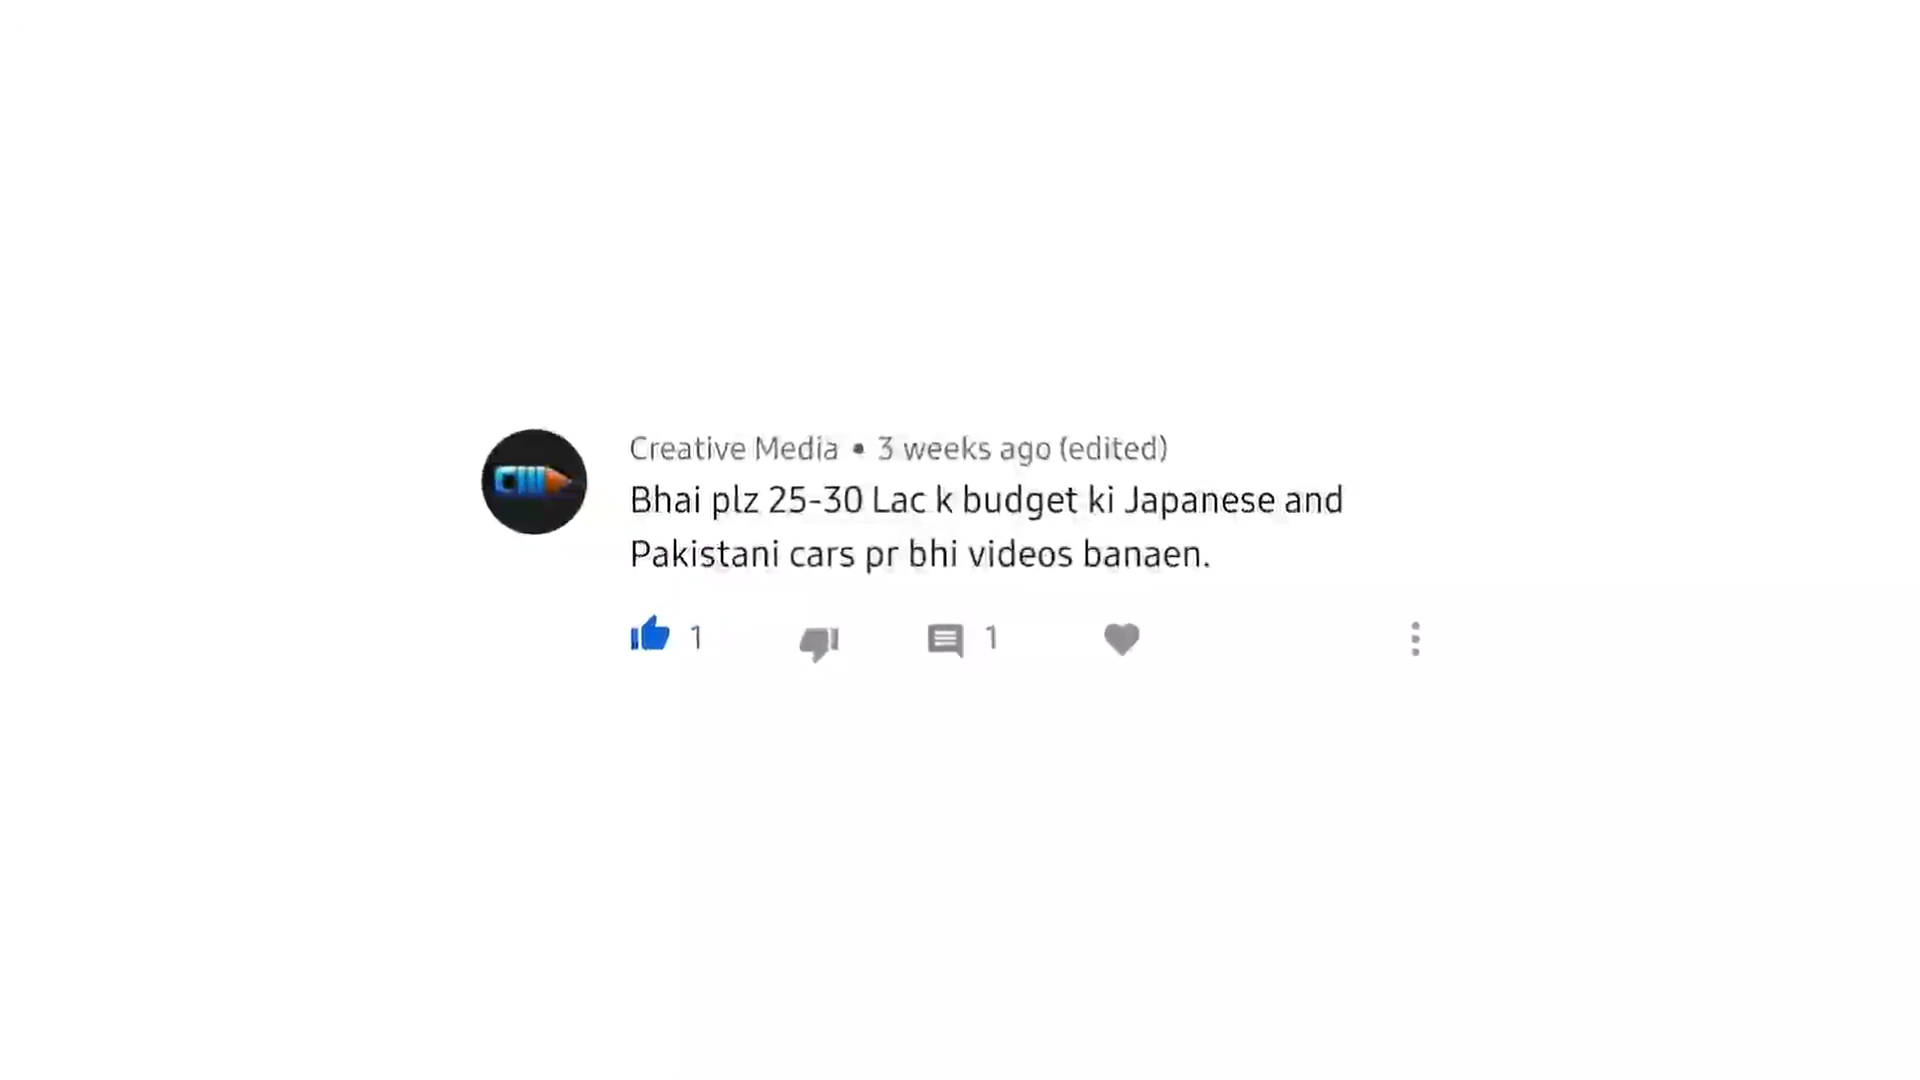 Creative Media • 3 weeks ago (edited)
Bhai plz 25-30 Lac k budget ki Japanese and
Pakistani cars pr bhi videos banaen.
1 1